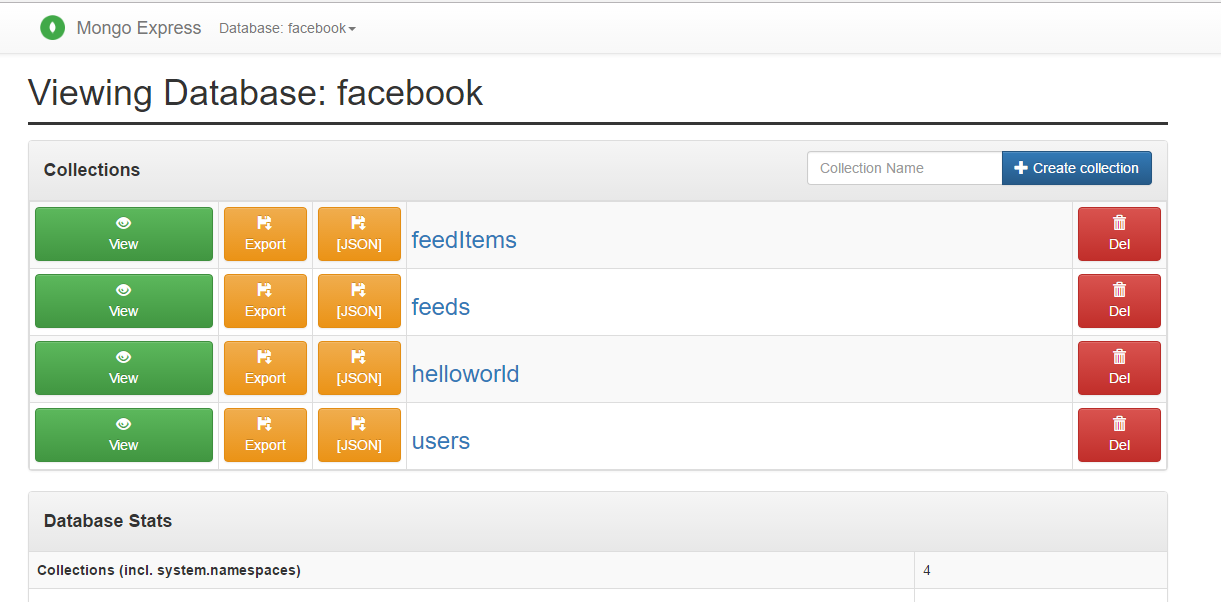 Mongo Express Database: facebook
Viewing Database: facebook
Collections Collection Name Create collection
View Export [JSON] feedItems Del
View Export [JSON] feeds Del
View Export [JSON] helloworld Del
View Export [JSON] users Del
Database Stats
Collections (incl. system.namespaces) 4